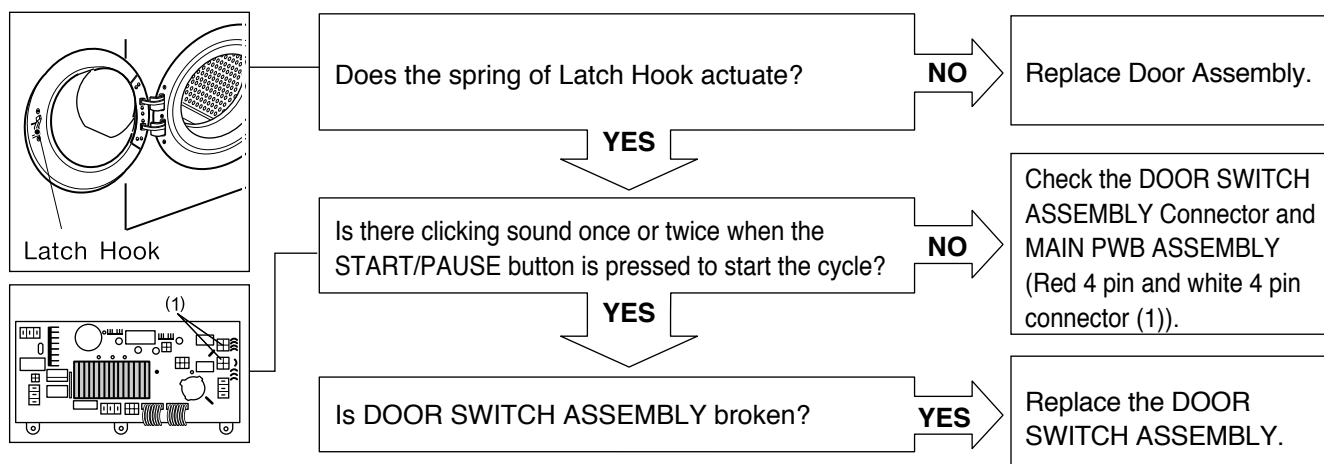 Does the spring of Latch Hook actuate?
NO
Replace Door Assembly.
YES
Latch Hook
Is there clicking sound once or twice when the
START/PAUSE button is pressed to start the cycle?
NO
Check the DOOR SWITCH
ASSEMBLY Connector and
MAIN PWB ASSEMBLY
(Red 4 pin and white 4 pin
connector (1)).
(1)
YES
Is DOOR SWITCH ASSEMBLY broken?
YES
Replace the DOOR
SWITCH ASSEMBLY.